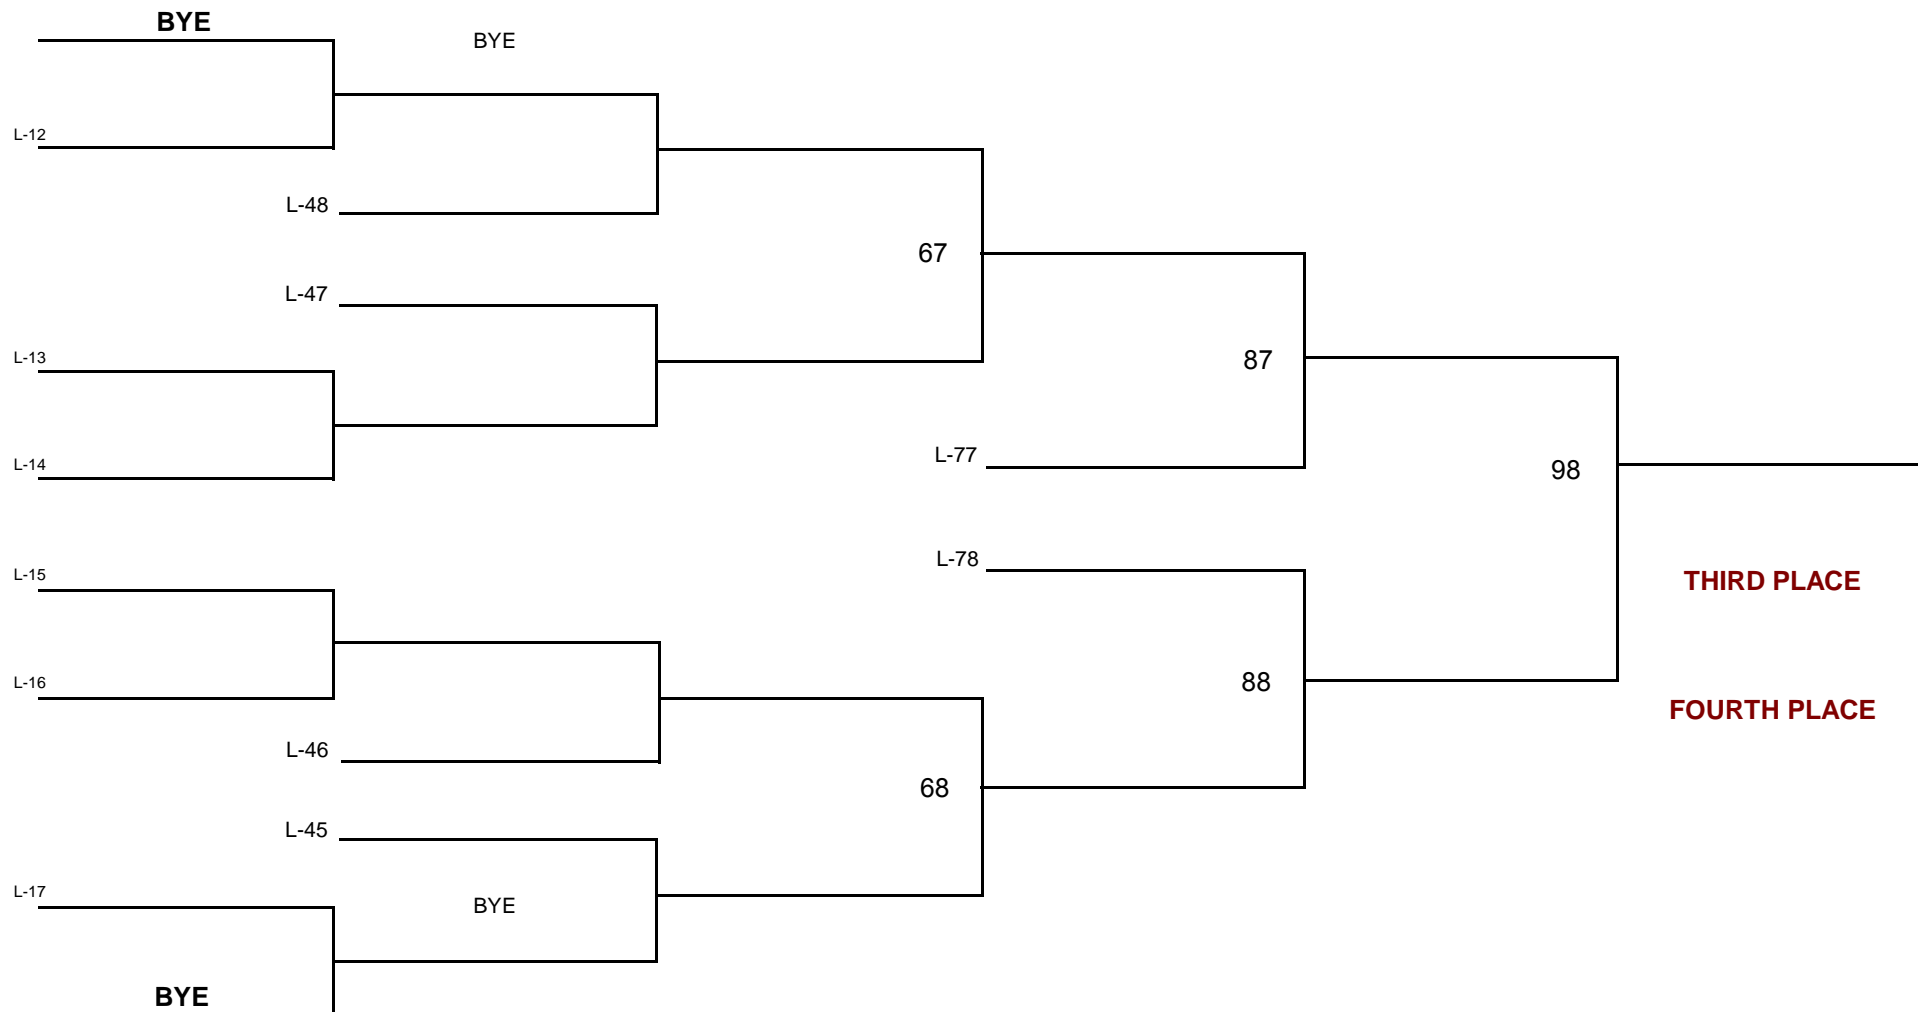 BYE
BYE
L-12
L-48
67
L-47
L-13
87
L-14
L-77
98
L-78
L-15
THIRD PLACE
L-16
88
FOURTH PLACE
L-46
68
L-45
L-17
BYE
BYE